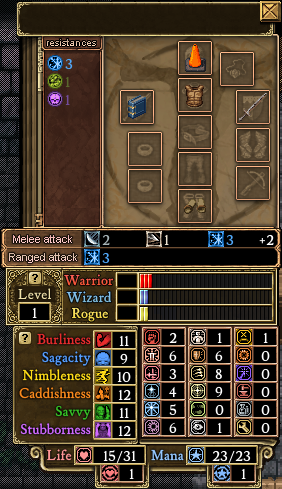 resistances
3
1
1
Melee attack 2 1 3 +2
Ranged attack 3
? Warrior
Level Wizard
1 Rogue
? Burliness 11 2 1 1
Sagacity 9 6 6 0
Nimbleness 10 3 8 0
Caddishness 12 4 9 0
Savvy 11 5 0 0
Stubborness 12 6 1 0
Life 15/31 Mana 23/23
1 1